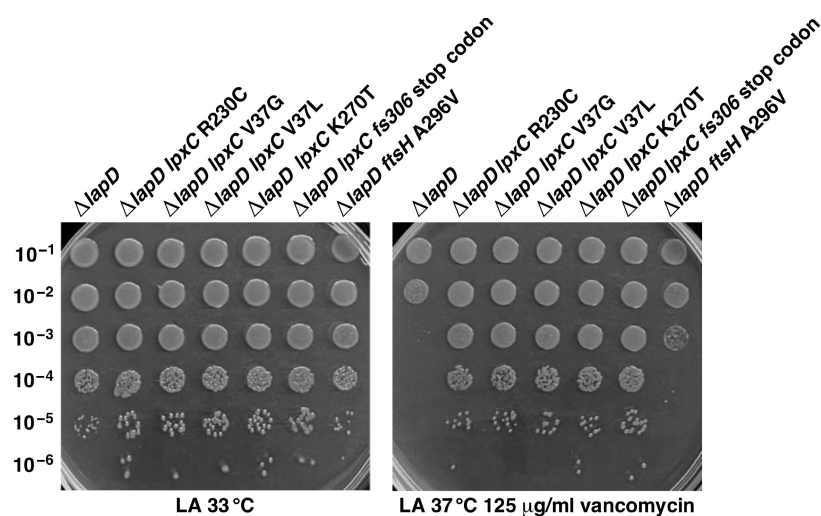 ΔlapD
ΔlapD lpxC R230C
ΔlapD lpxC V37G
ΔlapD lpxC V37L
ΔlapD lpxC K270T
ΔlapD lpxC fs306 stop codon
ΔlapD ftsH A296V
ΔlapD
ΔlapD lpxC R230C
ΔlapD lpxC V37G
ΔlapD lpxC V37L
ΔlapD lpxC K270T
ΔlapD lpxC fs306 stop codon
ΔlapD ftsH A296V
10⁻¹
10⁻²
10⁻³
10⁻⁴
10⁻⁵
10⁻⁶
LA 33 °C
LA 37 °C 125 μg/ml vancomycin